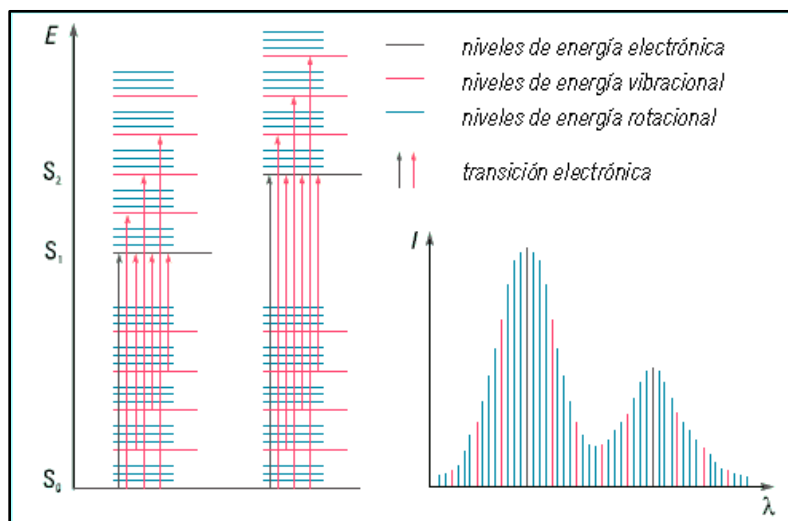 E
niveles de energía electrónica
niveles de energía vibracional
niveles de energía rotacional
transición electrónica
S₂
S₁
S₀
I
λ